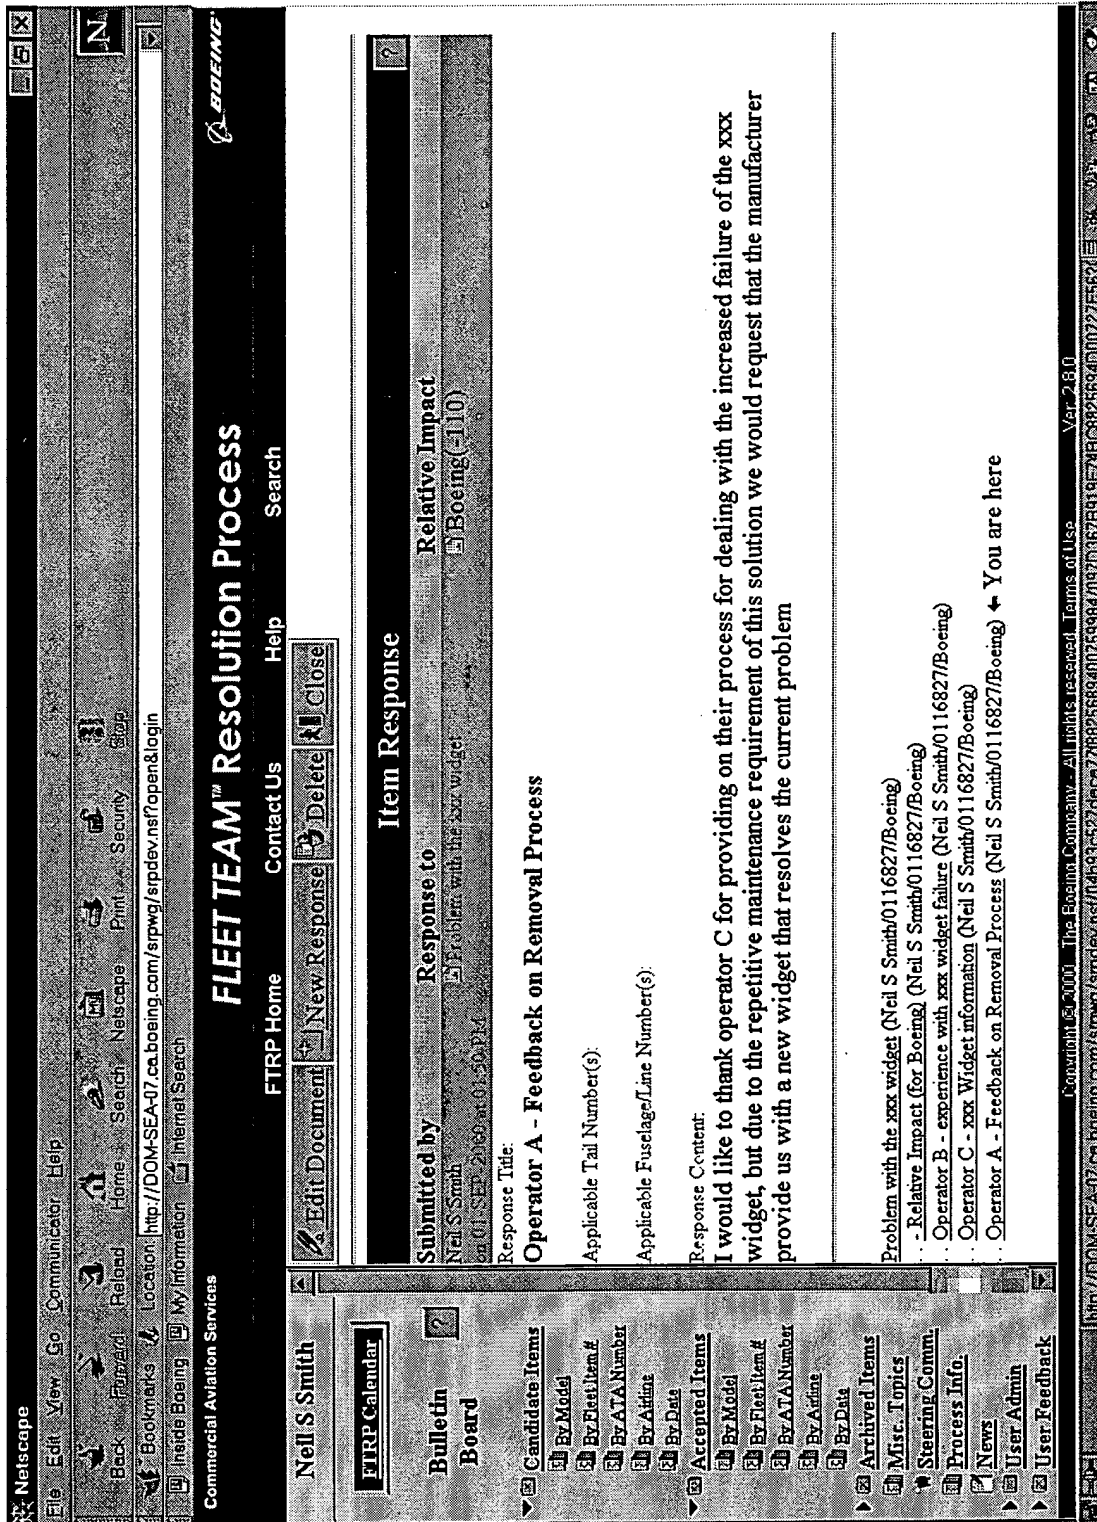 Netscape
File Edit View Go Communicator Help
Back Forward Reload Home Search Netscape Print Security Stop
Bookmarks Location: http://DOM-SEA-07.ca.boeing.com/srpwg/srpdev.nsf?open&login
Inside Boeing My Information Internet Search
Commercial Aviation Services
FLEET TEAM™ Resolution Process
BOEING
FTRP Home Contact Us Help Search
Neil S Smith
FTRP Calendar
Bulletin
Board
?
Candidate Items
By Model
By Fleet Item #
By ATA Number
By Airline
By Date
Accepted Items
By Model
By Fleet Item #
By ATA Number
By Airline
By Date
Archived Items
Misc. Topics
Steering Comm.
Process Info.
News
User Admin
User Feedback
Edit Document New Response Delete Close
Item Response
?
Submitted by Response to Relative Impact
Neil S Smith Problem with the xxx widget Boeing(-110)
on 01-SEP-2000 at 01:50 PM
Response Title:
Operator A - Feedback on Removal Process
Applicable Tail Number(s):
Applicable Fuselage/Line Number(s):
Response Content:
I would like to thank operator C for providing on their process for dealing with the increased failure of the xxx
widget, but due to the repetitive maintenance requirement of this solution we would request that the manufacturer
provide us with a new widget that resolves the current problem
Problem with the xxx widget (Neil S Smith/0116827/Boeing)
. - Relative Impact (for Boeing) (Neil S Smith/0116827/Boeing)
. Operator B - experience with xxx widget failure (Neil S Smith/0116827/Boeing)
. Operator C - xxx Widget information (Neil S Smith/0116827/Boeing)
. Operator A - Feedback on Removal Process (Neil S Smith/0116827/Boeing) ← You are here
Copyright (C) 2000 The Boeing Company - All rights reserved. Terms of Use Ver. 2.8.0